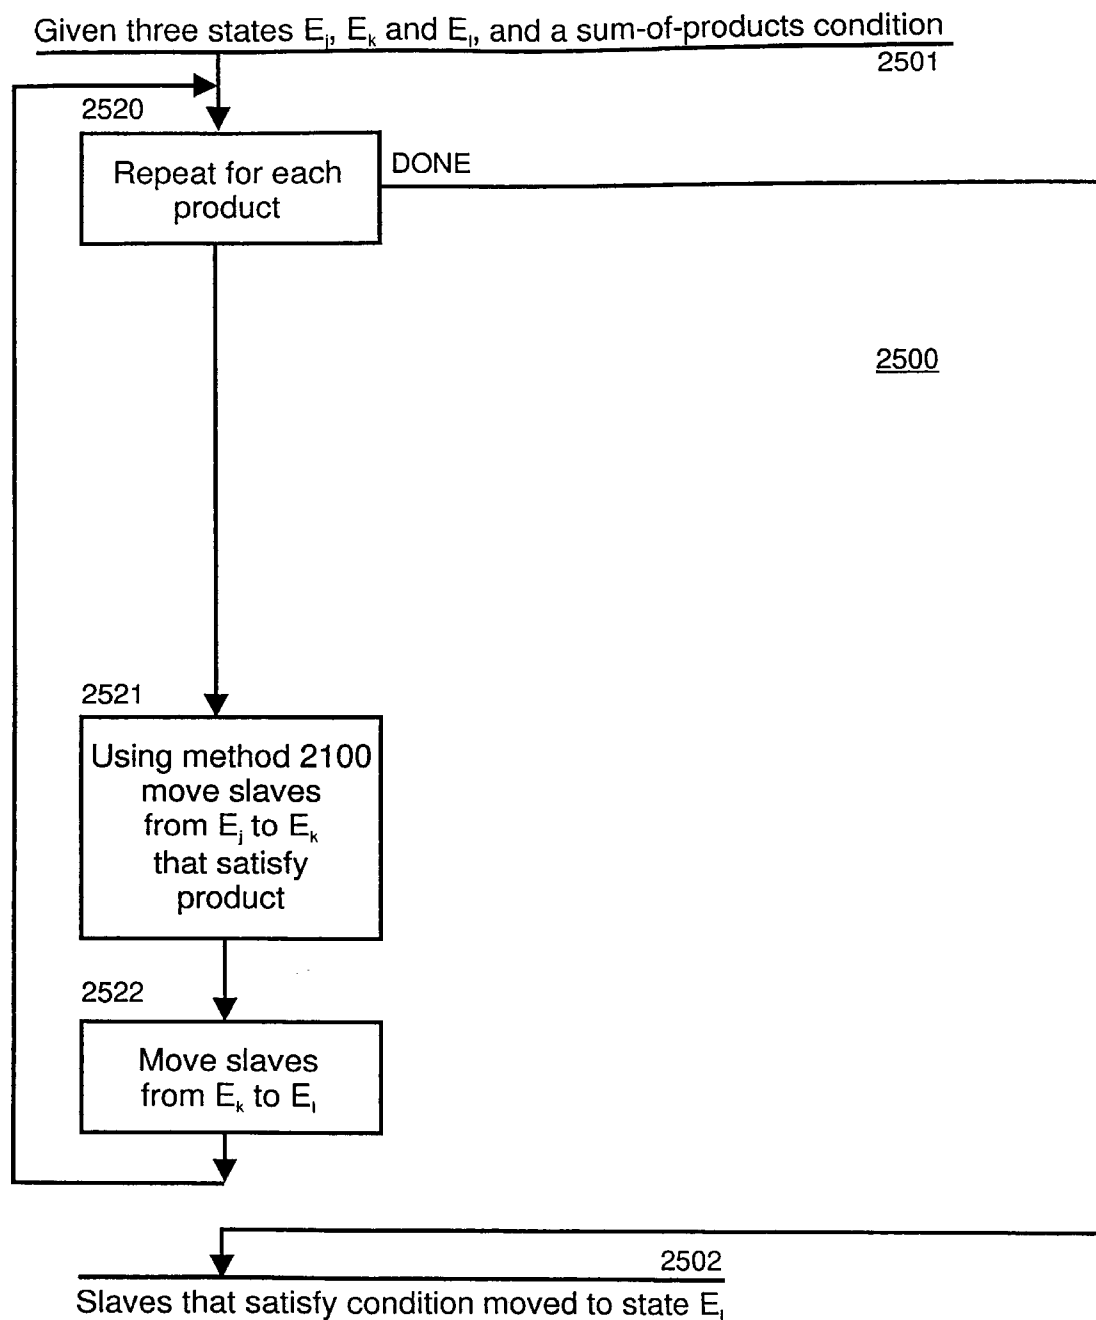 Given three states Ej, Ek and El, and a sum-of-products condition
2501
2520
Repeat for each
product
DONE
2500
2521
Using method 2100
move slaves
from Ej to Ek
that satisfy
product
2522
Move slaves
from Ek to El
2502
Slaves that satisfy condition moved to state El